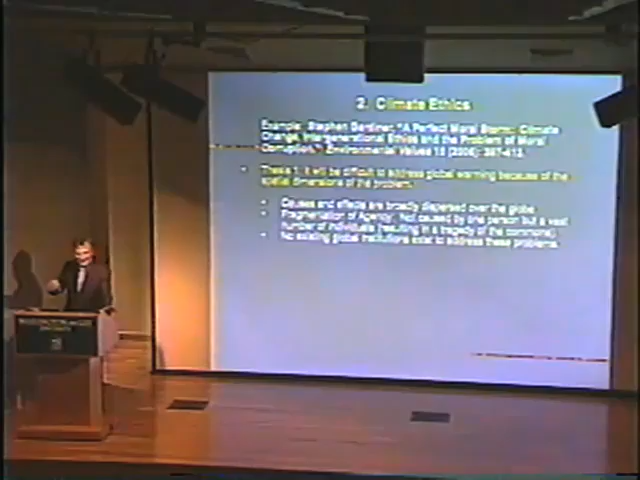 2. Climate Ethics
Example: Stephen Gardiner, "A Perfect Moral Storm: Climate
Change, Intergenerational Ethics and the Problem of Moral
Corruption," Environmental Values 15 (2006): 397-413.
• Thesis 1: It will be difficult to address global warming because of the
spatial dimensions of the problem.
• Causes and effects are broadly dispersed over the globe
• Fragmentation of Agency: Not caused by one person but a vast
number of individuals (resulting in a tragedy of the commons).
• No existing global institutions exist to address these problems.